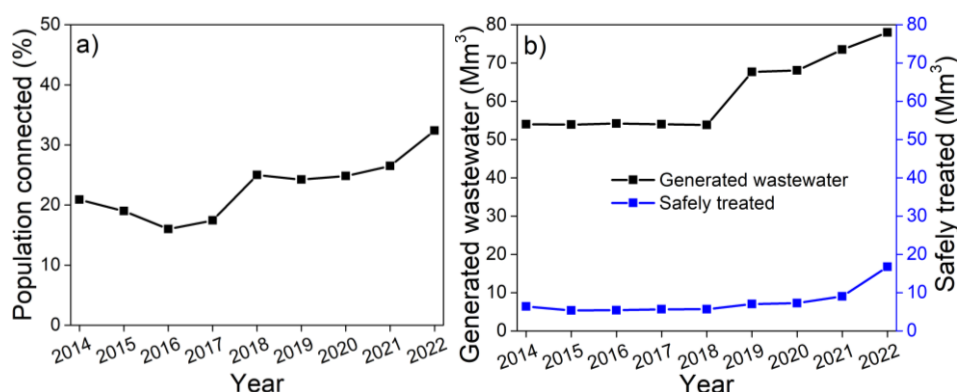 a)
Population connected (%)
50
40
30
20
10
0
2014 2015 2016 2017 2018 2019 2020 2021 2022
Year
b)
Generated wastewater (Mm³)
80
70
60
50
40
30
20
10
0
Generated wastewater
Safely treated
2014 2015 2016 2017 2018 2019 2020 2021 2022
Year
80
70
60
50
40
30
20
10
0
Safely treated (Mm³)